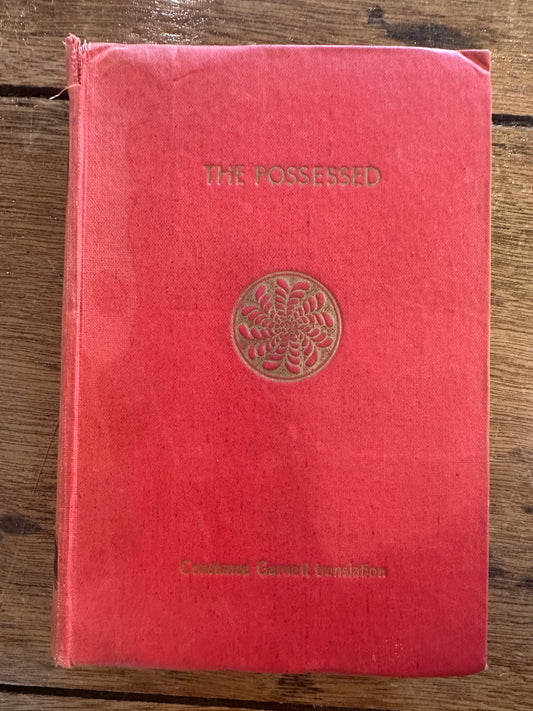 THE POSSESSED
Constance Garnett translation